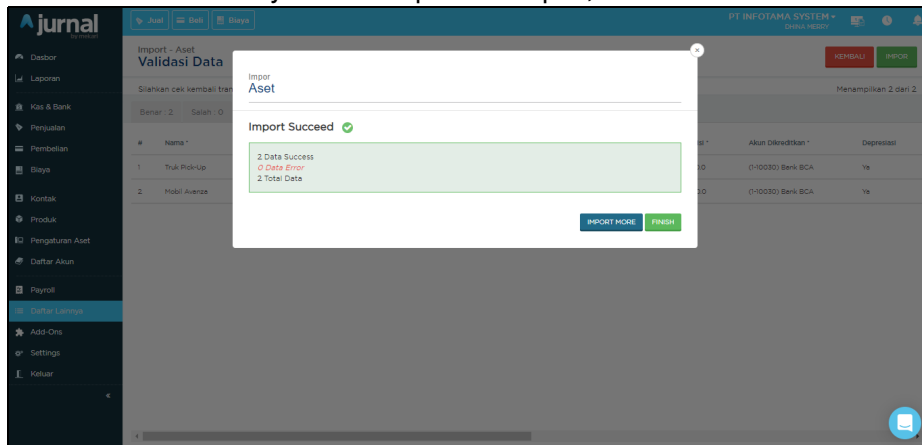 jurnal
by mekari
Jual
Beli
Biaya
PT INFOTAMA SYSTEM
DHINA MERRY
Dasbor
Laporan
Kas & Bank
Penjualan
Pembelian
Biaya
Kontak
Produk
Pengaturan Aset
Daftar Akun
Payroll
Daftar Lainnya
Add-Ons
Settings
Keluar
Import - Aset
Validasi Data
KEMBALI
IMPOR
Silahkan cek kembali tran
Menampilkan 2 dari 2
Benar : 2 Salah : 0
# Nama * Akun Dikreditkan * Depresiasi
1 Truk Pick-Up (1-10030) Bank BCA Ya
2 Mobil Avanza (1-10030) Bank BCA Ya
Impor
Aset
Import Succeed
2 Data Success
0 Data Error
2 Total Data
IMPORT MORE
FINISH